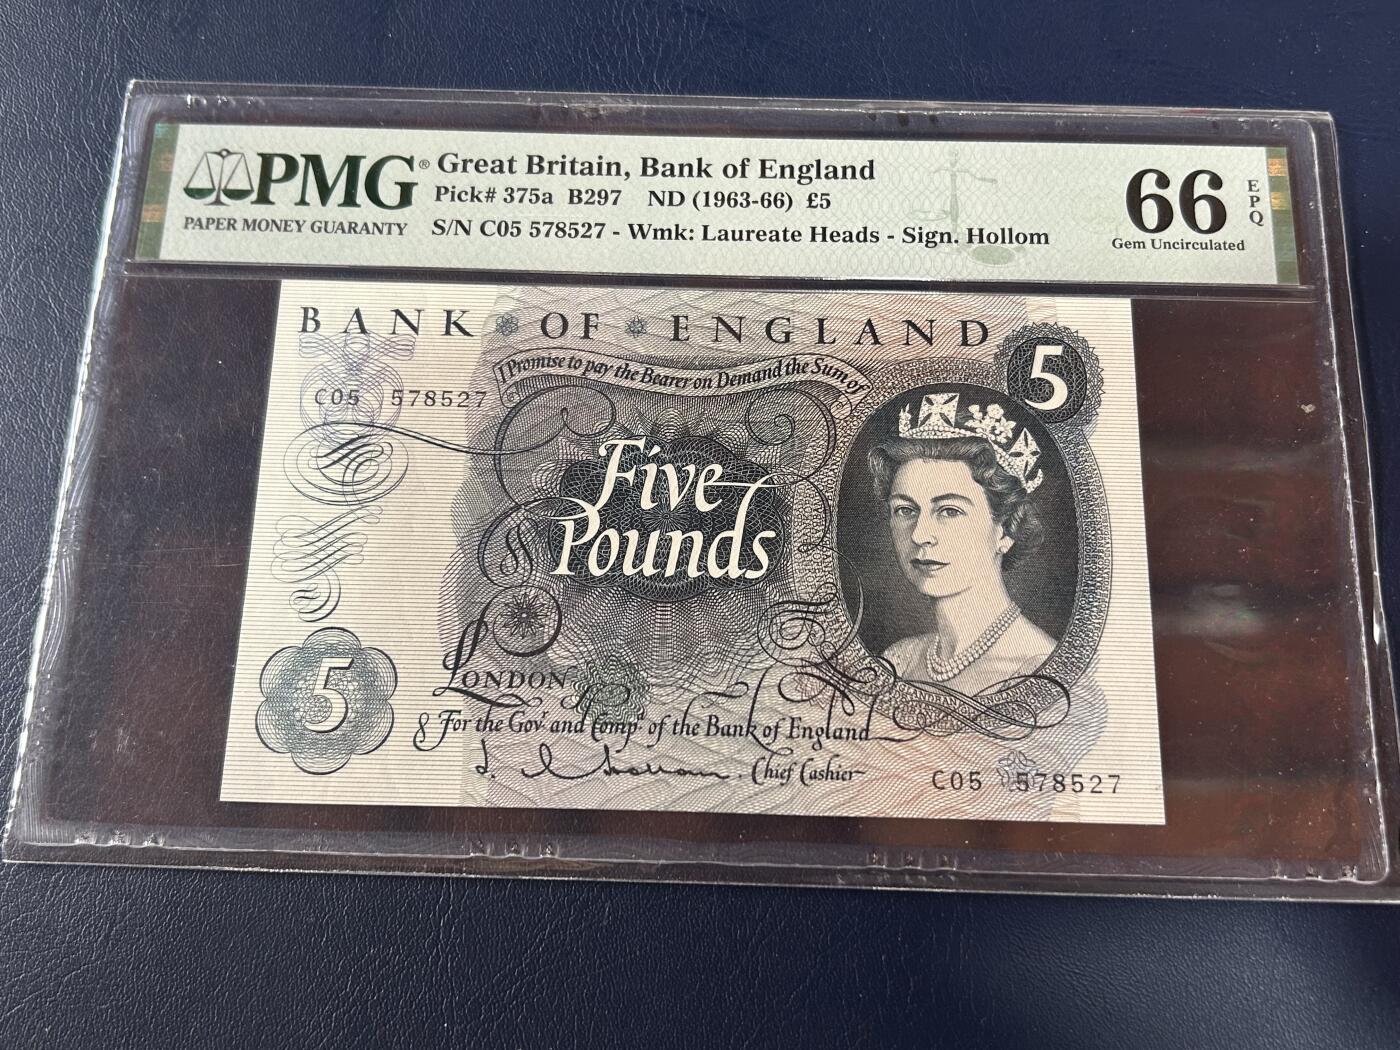 PMG®
PAPER MONEY GUARANTY
Great Britain, Bank of England
Pick# 375a B297 ND (1963-66) £5
S/N C05 578527 - Wmk: Laureate Heads - Sign. Hollom
66
EPQ
Gem Uncirculated
BANK OF ENGLAND
I Promise to pay the Bearer on Demand the Sum of
5
C05 578527
Five
Pounds
London
5
For the Govr. and Compa. of the Bank of England
Chief Cashier
C05 578527